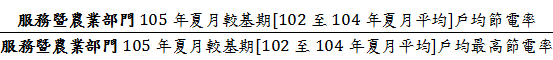 服務暨農業部門 105 年夏月較基期[102 至 104 年夏月平均]戶均節電率
服務暨農業部門 105 年夏月較基期[102 至 104 年夏月平均]戶均最高節電率